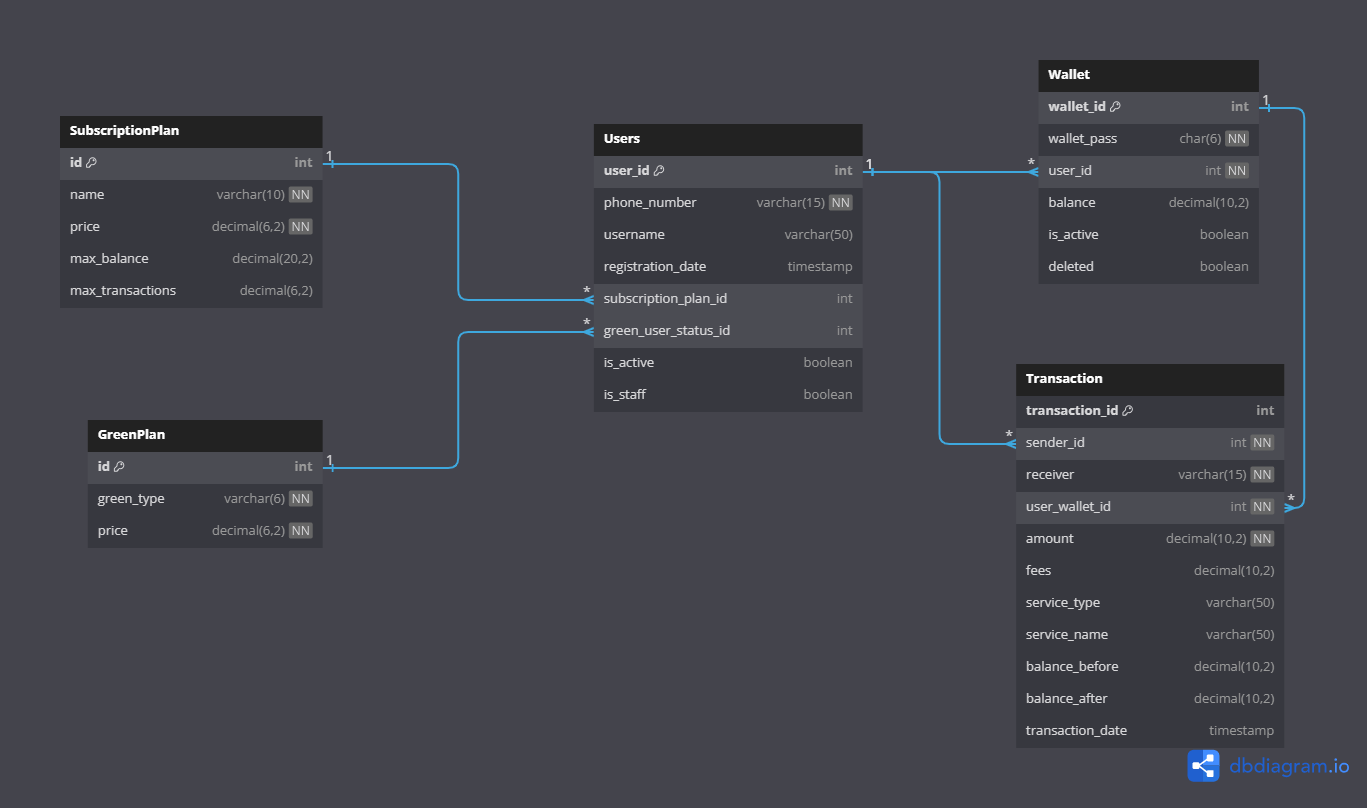 SubscriptionPlan
id int
name varchar(10) NN
price decimal(6,2) NN
max_balance decimal(20,2)
max_transactions decimal(6,2)
1
*
GreenPlan
id int
green_type varchar(6) NN
price decimal(6,2) NN
1
*
Users
user_id int
phone_number varchar(15) NN
username varchar(50)
registration_date timestamp
subscription_plan_id int
green_user_status_id int
is_active boolean
is_staff boolean
1
*
*
Wallet
wallet_id int
wallet_pass char(6) NN
user_id int NN
balance decimal(10,2)
is_active boolean
deleted boolean
1
*
Transaction
transaction_id int
sender_id int NN
receiver varchar(15) NN
user_wallet_id int NN
amount decimal(10,2) NN
fees decimal(10,2)
service_type varchar(50)
service_name varchar(50)
balance_before decimal(10,2)
balance_after decimal(10,2)
transaction_date timestamp
dbdiagram.io